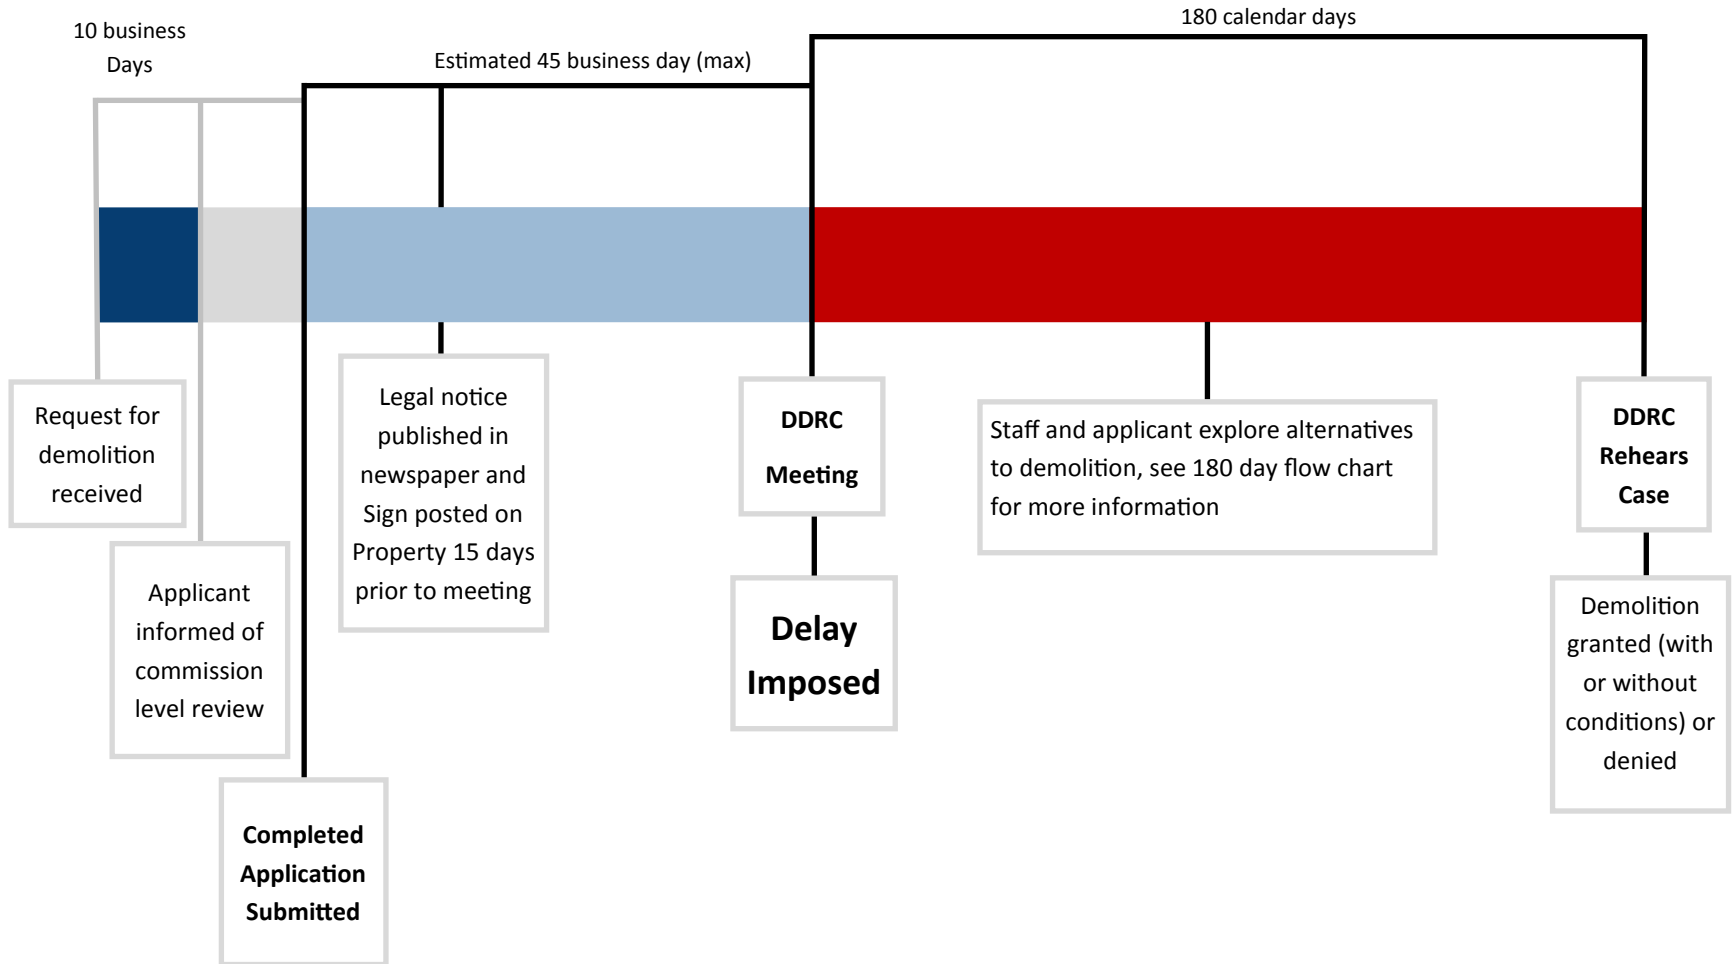 180 calendar days
10 business
Days
Estimated 45 business day (max)
Request for
demolition
received
Applicant
informed of
commission
level review
Completed
Application
Submitted
Legal notice
published in
newspaper and
Sign posted on
Property 15 days
prior to meeting
DDRC
Meeting
Delay
Imposed
Staff and applicant explore alternatives
to demolition, see 180 day flow chart
for more information
DDRC
Rehears
Case
Demolition
granted (with
or without
conditions) or
denied